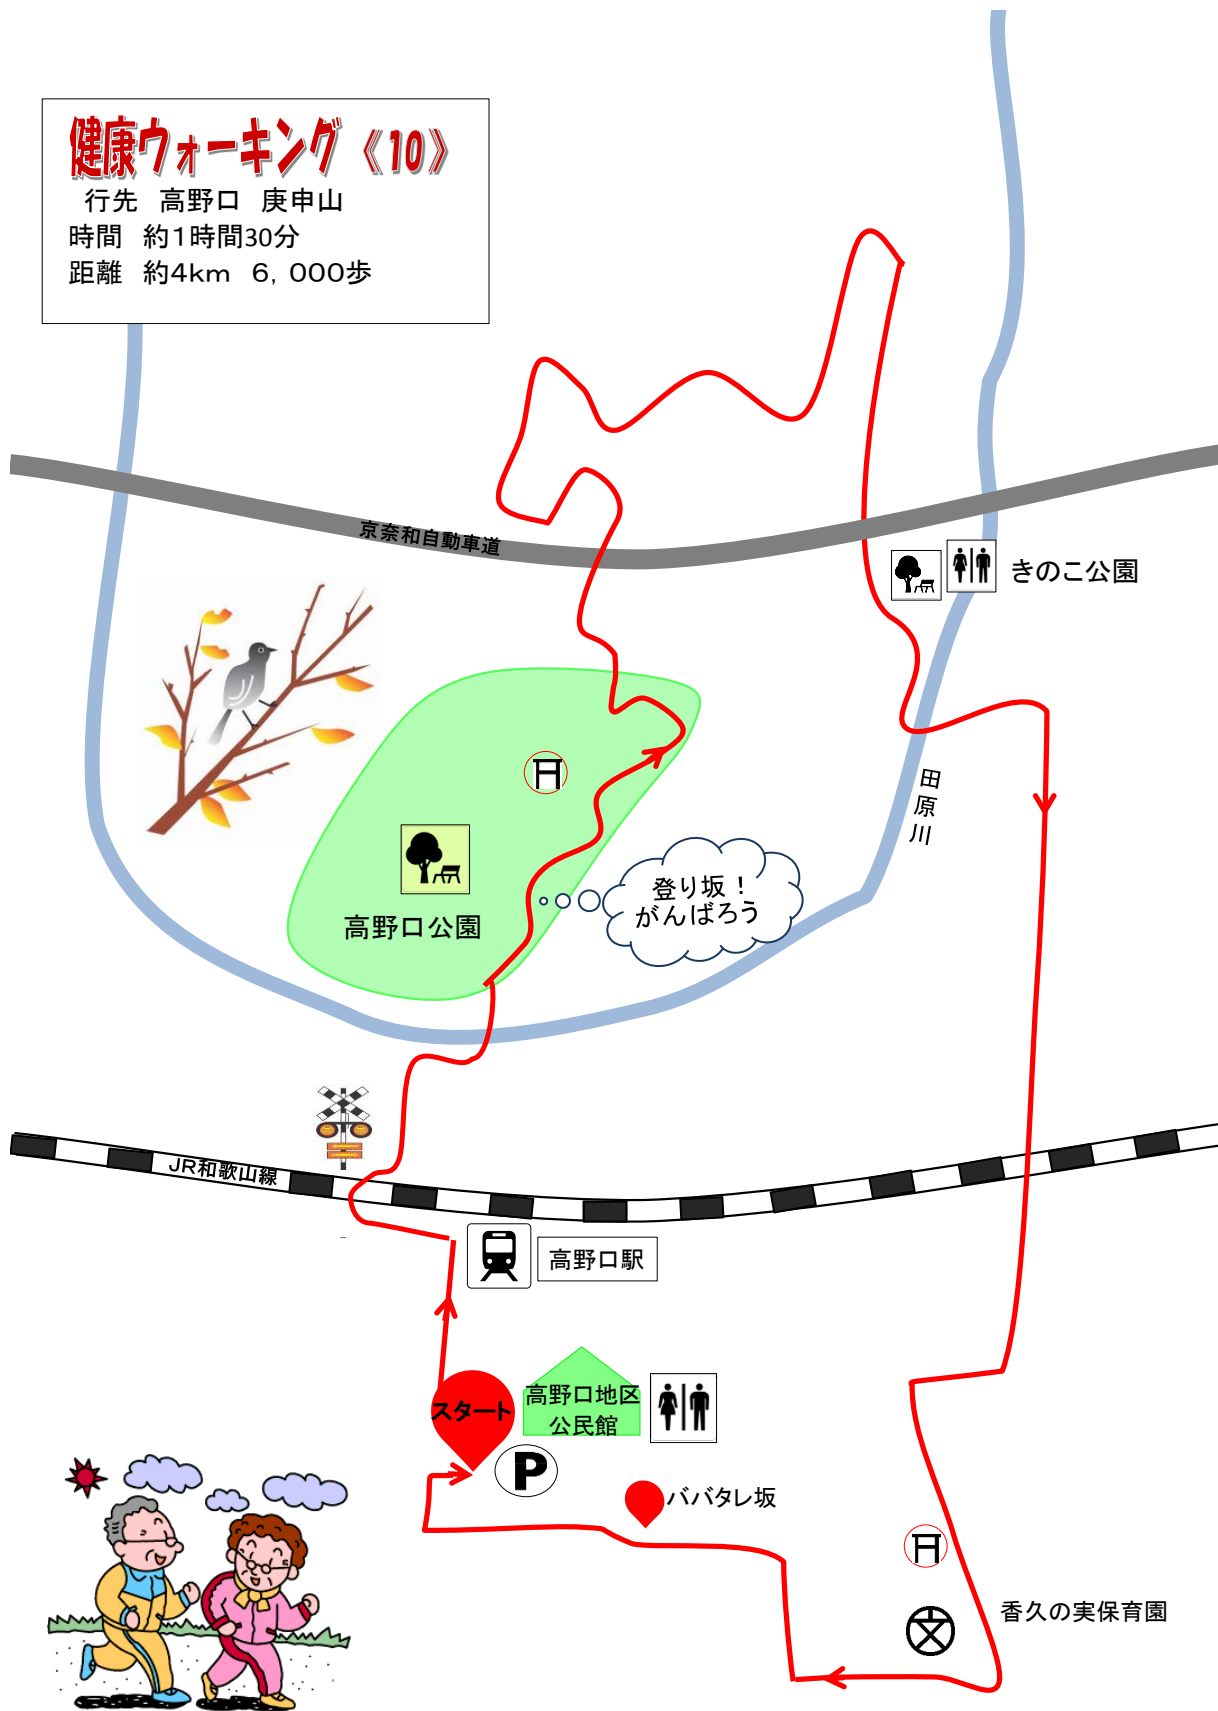 健康ウォーキング《10》
行先　高野口　庚申山
時間　約1時間30分
距離　約4km　6，000歩
京奈和自動車道
きのこ公園
田原川
登り坂！
がんばろう
高野口公園
JR和歌山線
高野口駅
スタート
高野口地区
公民館
P
ババタレ坂
香久の実保育園